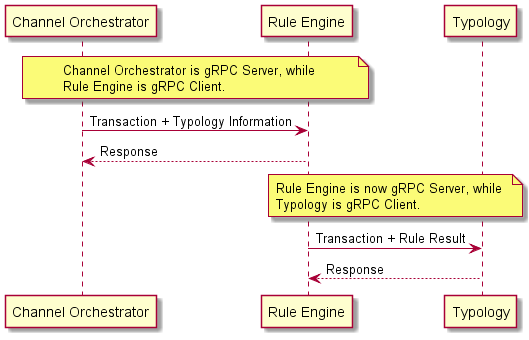 Channel Orchestrator
Rule Engine
Typology
Channel Orchestrator is gRPC Server, while
Rule Engine is gRPC Client.
Transaction + Typology Information
Response
Rule Engine is now gRPC Server, while
Typology is gRPC Client.
Transaction + Rule Result
Response
Channel Orchestrator
Rule Engine
Typology